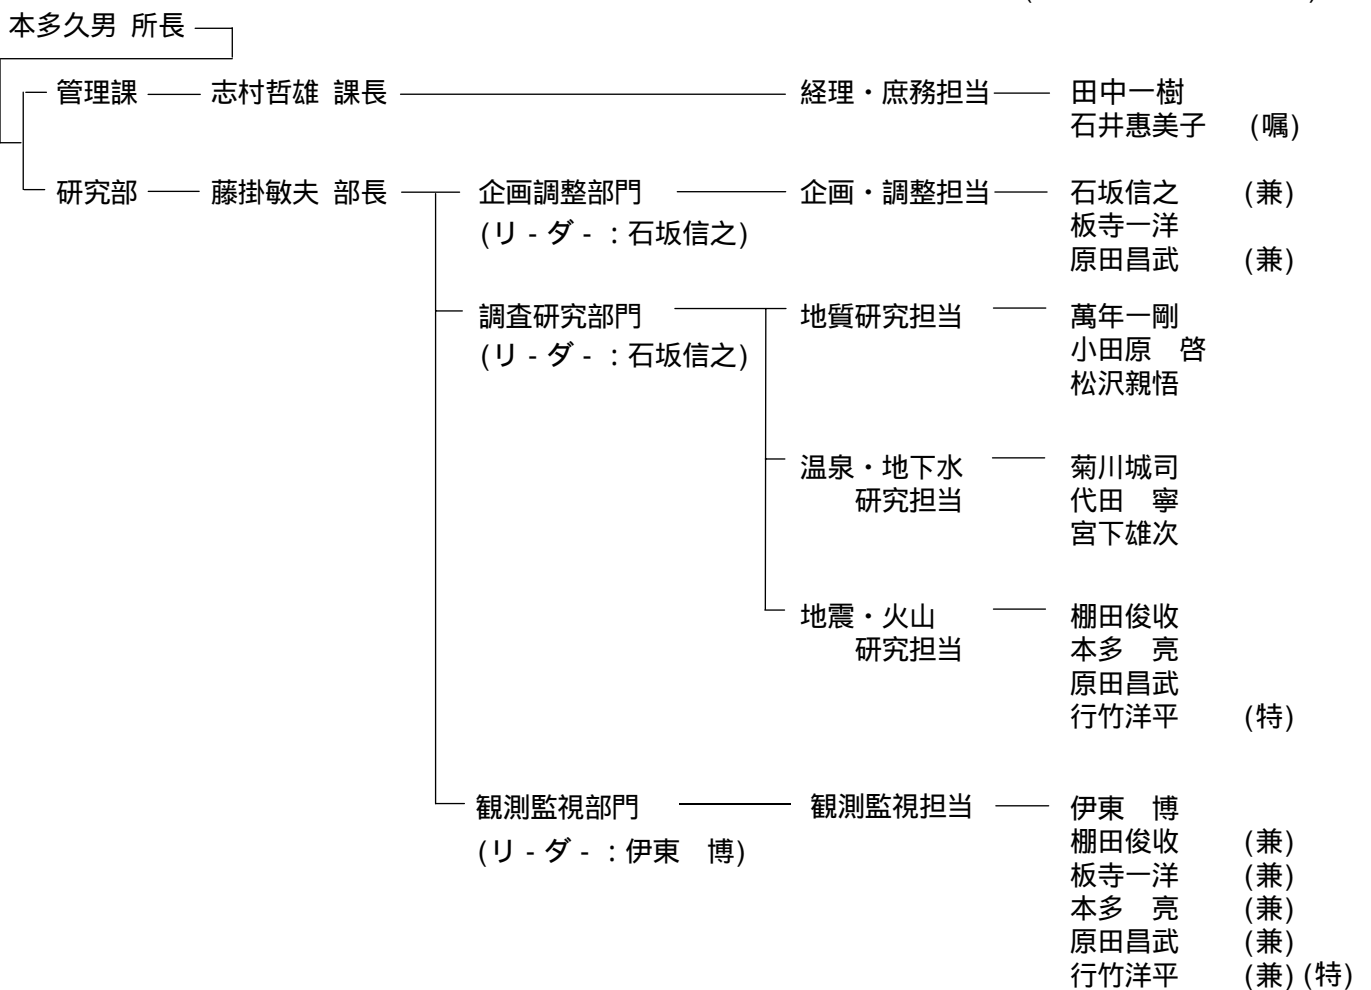 本多久男 所長
管理課 志村哲雄 課長 経理・庶務担当 田中一樹
石井惠美子 (嘱)
研究部 藤掛敏夫 部長 企画調整部門 企画・調整担当 石坂信之 (兼)
(リ-ダ-:石坂信之) 板寺一洋
原田昌武 (兼)
調査研究部門 地質研究担当 萬年一剛
(リ-ダ-:石坂信之) 小田原 啓
松沢親悟
温泉・地下水 菊川城司
研究担当 代田 寧
宮下雄次
地震・火山 棚田俊收
研究担当 本多 亮
原田昌武
行竹洋平 (特)
観測監視部門 観測監視担当 伊東 博
(リ-ダ-:伊東 博) 棚田俊收 (兼)
板寺一洋 (兼)
本多 亮 (兼)
原田昌武 (兼)
行竹洋平 (兼)(特)